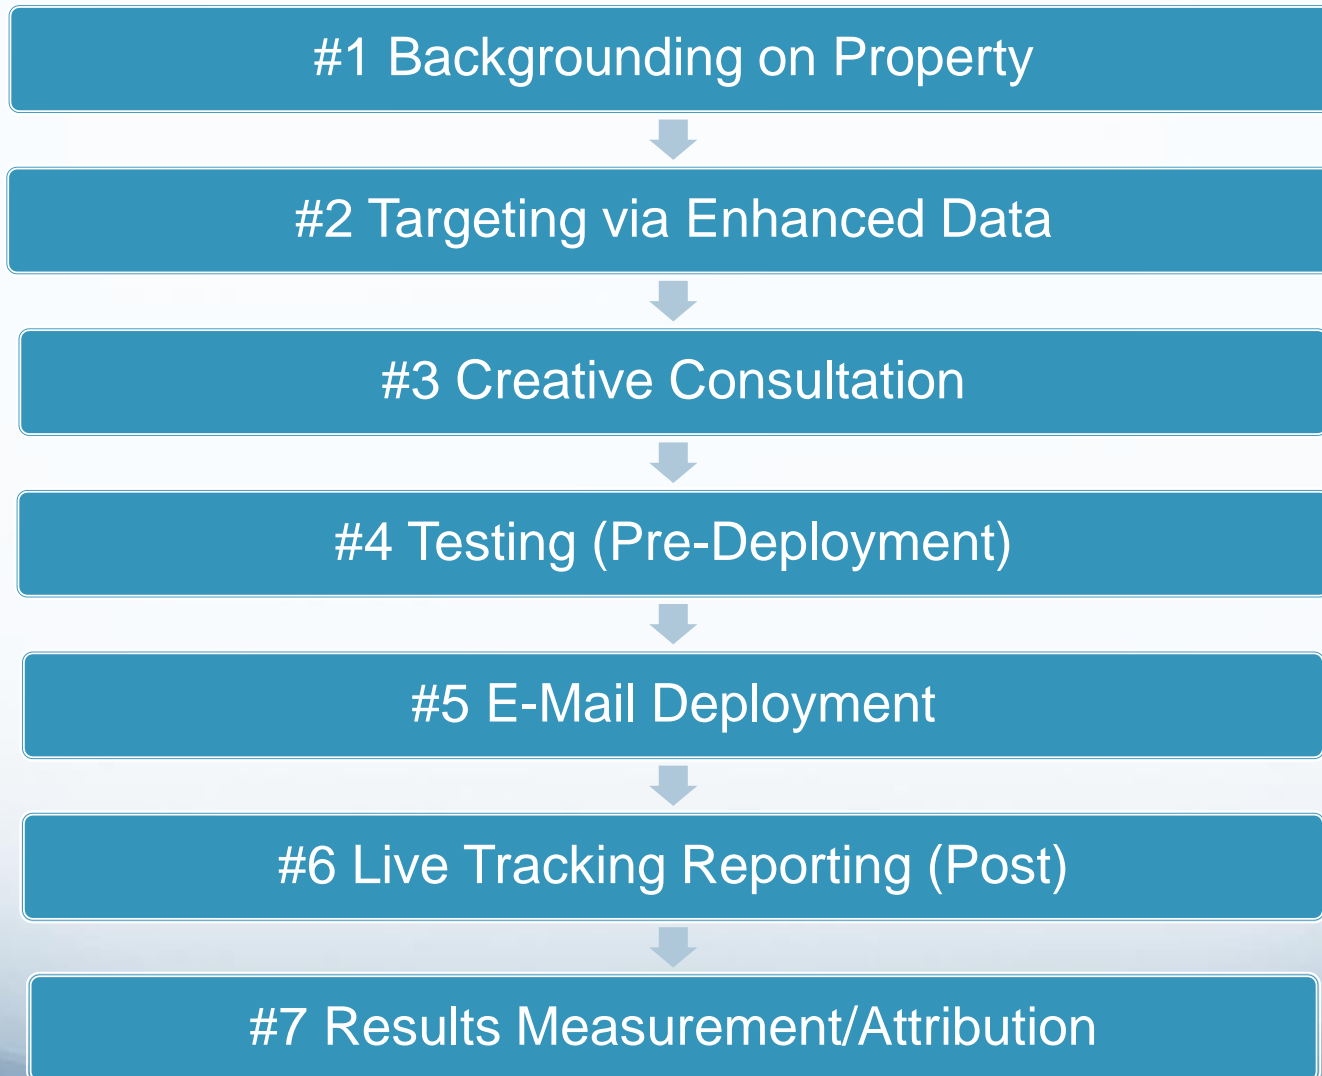 #1 Backgrounding on Property
#2 Targeting via Enhanced Data
#3 Creative Consultation
#4 Testing (Pre-Deployment)
#5 E-Mail Deployment
#6 Live Tracking Reporting (Post)
#7 Results Measurement/Attribution